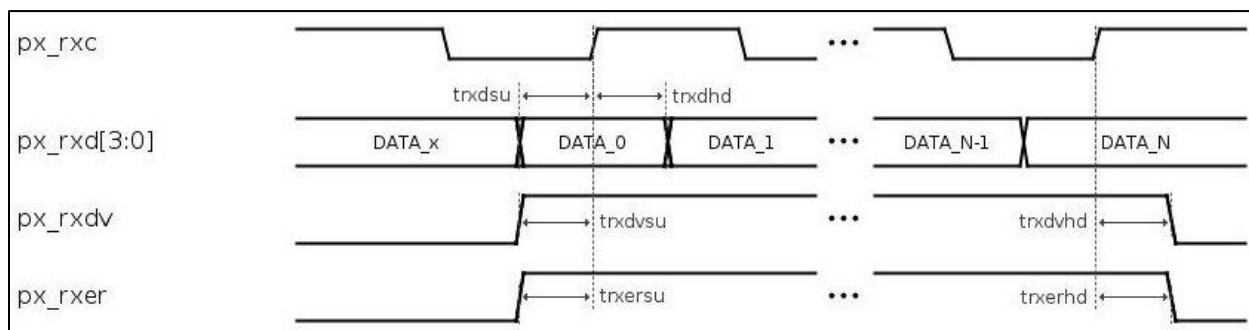 px_rxc
trxdsu trxdhd
px_rxd[3:0] DATA_x DATA_0 DATA_1 ••• DATA_N-1 DATA_N
px_rxdv trxdvsu ••• trxdvhd
px_rxer trxersu ••• trxerhd